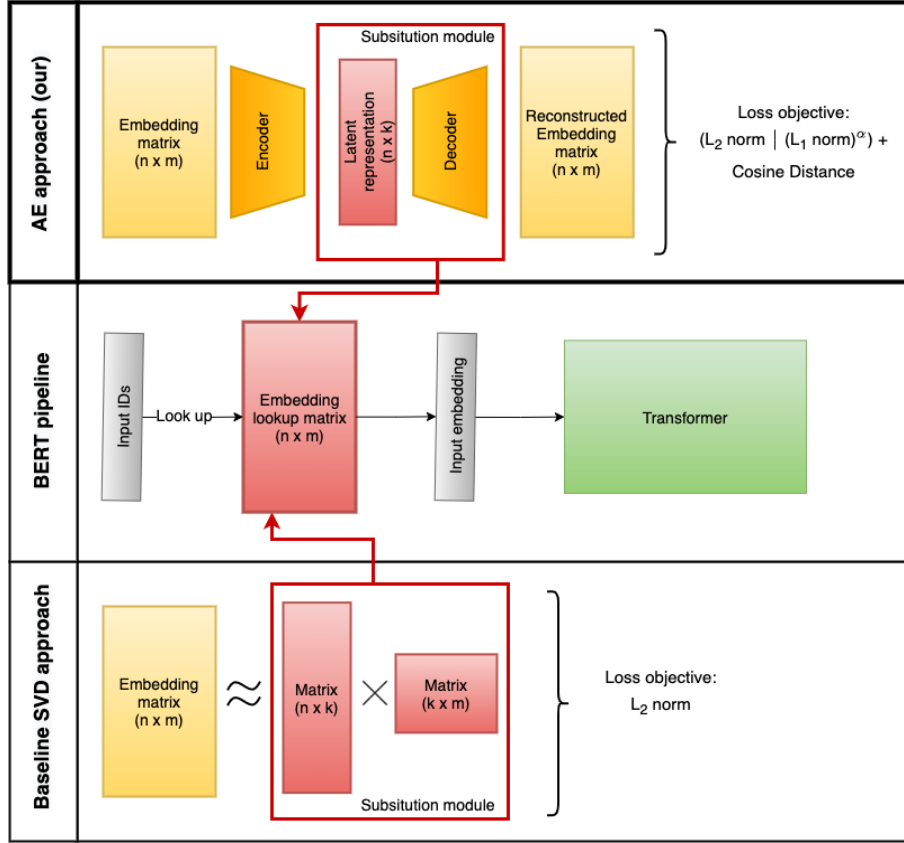 AE approach (our)
Embedding
matrix
(n x m)
Encoder
Subsitution module
Latent
representation
(n x k)
Decoder
Reconstructed
Embedding
matrix
(n x m)
Loss objective:
(L₂ norm | (L₁ norm)^α) +
Cosine Distance
BERT pipeline
Input IDs
Look up
Embedding
lookup matrix
(n x m)
Input embedding
Transformer
Baseline SVD approach
Embedding
matrix
(n x m)
≈
Matrix
(n x k)
×
Matrix
(k x m)
Subsitution module
Loss objective:
L₂ norm